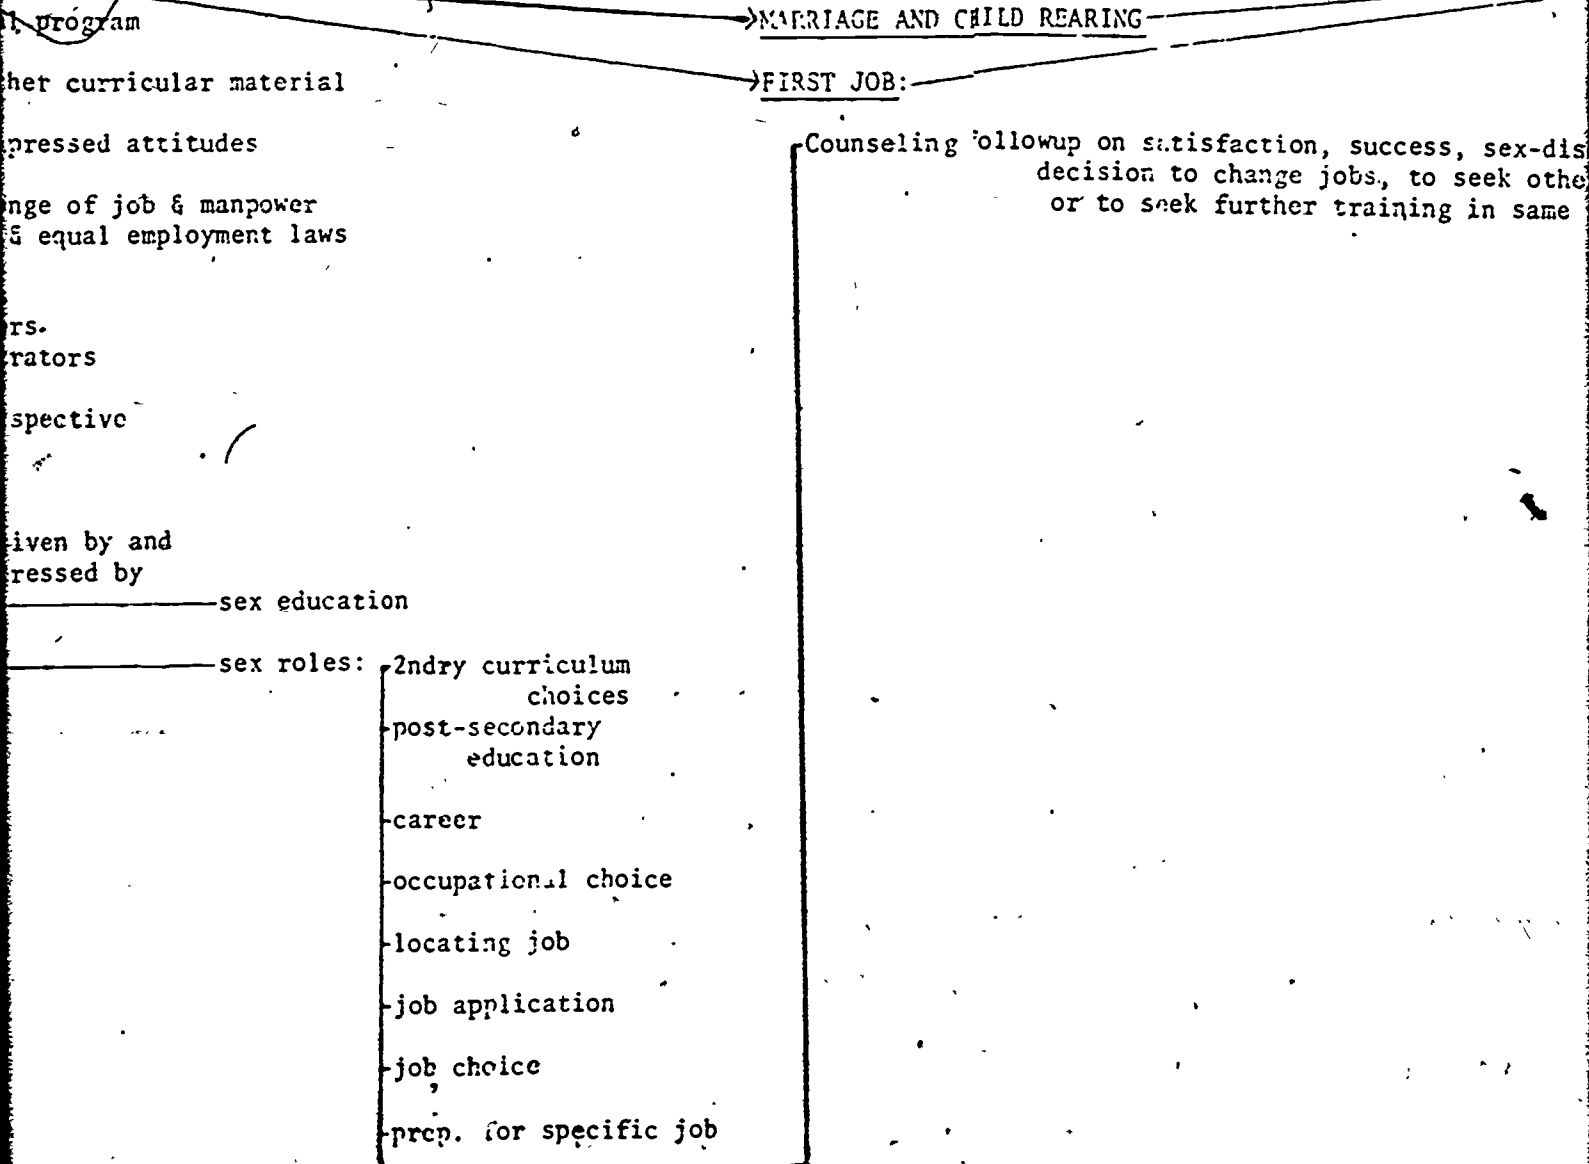 program
MARRIAGE AND CHILD REARING
her curricular material
FIRST JOB:
pressed attitudes
Counseling followup on satisfaction, success, sex-dis
decision to change jobs, to seek othe
or to seek further training in same
nge of job & manpower
& equal employment laws
rs.
rators
spective
iven by and
ressed by
sex education
sex roles:
2ndry curriculum
choices
post-secondary
education
career
occupational choice
locating job
job application
job choice
prep. for specific job